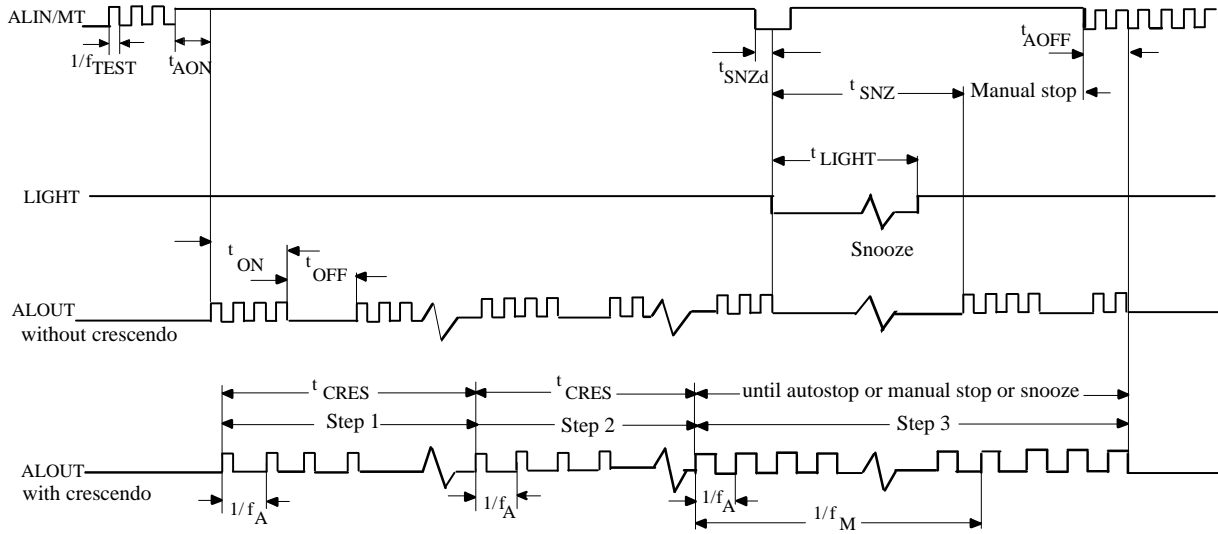 ALIN/MT
1/fTEST
tAON
tSNZd
tAOFF
tSNZ
Manual stop
tLIGHT
LIGHT
Snooze
tON
tOFF
ALOUT
without crescendo
tCRES
tCRES
until autostop or manual stop or snooze
Step 1
Step 2
Step 3
ALOUT
with crescendo
1/fA
1/fA
1/fA
1/fM